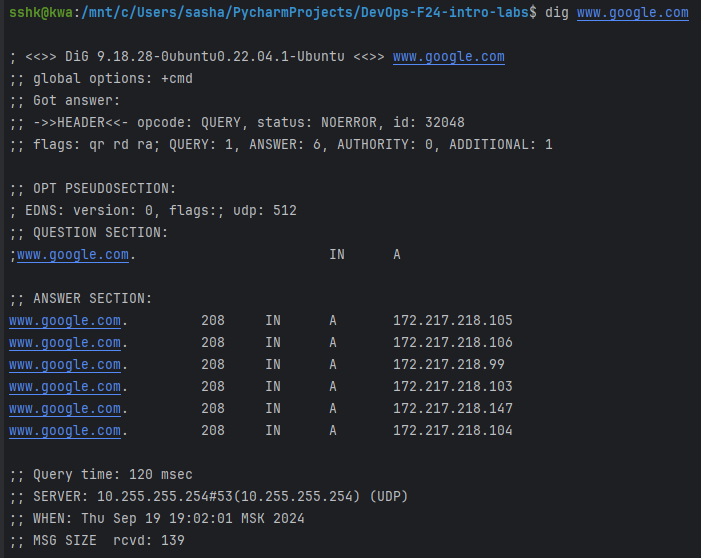 sshk@kwa:/mnt/c/Users/sasha/PycharmProjects/DevOps-F24-intro-labs$ dig www.google.com

; <<>> DiG 9.18.28-0ubuntu0.22.04.1-Ubuntu <<>> www.google.com
;; global options: +cmd
;; Got answer:
;; ->>HEADER<<- opcode: QUERY, status: NOERROR, id: 32048
;; flags: qr rd ra; QUERY: 1, ANSWER: 6, AUTHORITY: 0, ADDITIONAL: 1

;; OPT PSEUDOSECTION:
; EDNS: version: 0, flags:; udp: 512
;; QUESTION SECTION:
;www.google.com.                        IN      A

;; ANSWER SECTION:
www.google.com.         208     IN      A       172.217.218.105
www.google.com.         208     IN      A       172.217.218.106
www.google.com.         208     IN      A       172.217.218.99
www.google.com.         208     IN      A       172.217.218.103
www.google.com.         208     IN      A       172.217.218.147
www.google.com.         208     IN      A       172.217.218.104

;; Query time: 120 msec
;; SERVER: 10.255.255.254#53(10.255.255.254) (UDP)
;; WHEN: Thu Sep 19 19:02:01 MSK 2024
;; MSG SIZE  rcvd: 139